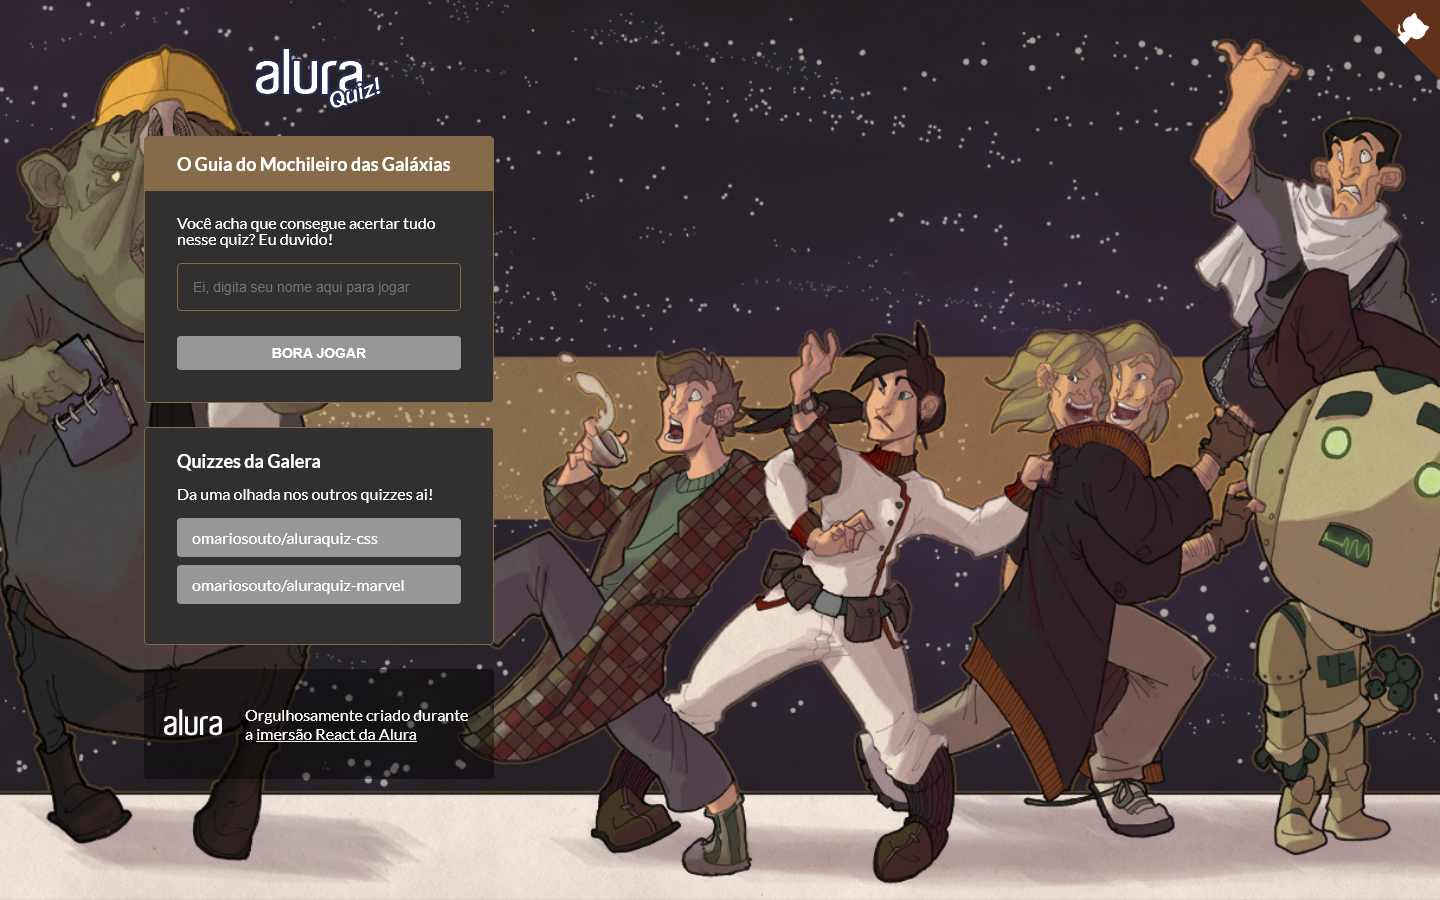 alura
Quiz!
O Guia do Mochileiro das Galáxias
Você acha que consegue acertar tudo
nesse quiz? Eu duvido!
Ei, digita seu nome aqui para jogar
BORA JOGAR
Quizzes da Galera
Da uma olhada nos outros quizzes ai!
omariosouto/aluraquiz-css
omariosouto/aluraquiz-marvel
alura
Orgulhosamente criado durante
a imersão React da Alura